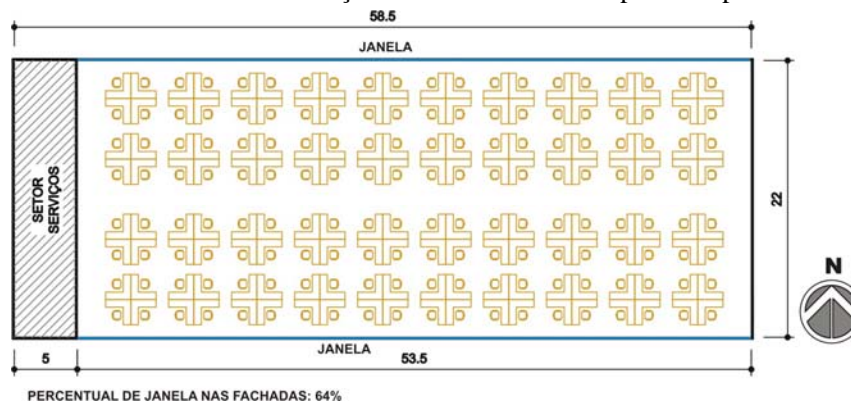 58.5
JANELA
SETOR
SERVIÇOS
22
N
JANELA
5
53.5
PERCENTUAL DE JANELA NAS FACHADAS: 64%